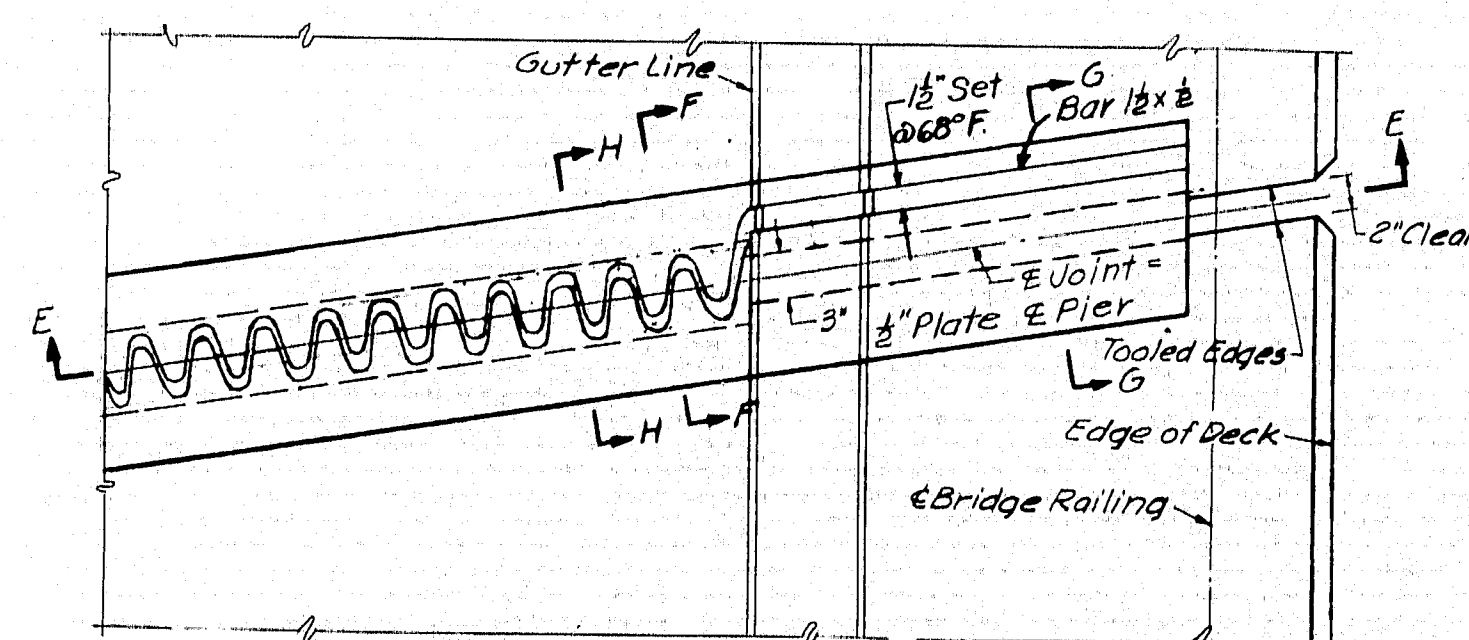 Gutter Line
1½" Set
@68°F.
G
Bar 1½ x ½
E
F
H
2" Clear
E
3"
½" Plate
℄ Joint =
℄ Pier
Tooled Edges
G
F
H
Edge of Deck
℄ Bridge Railing